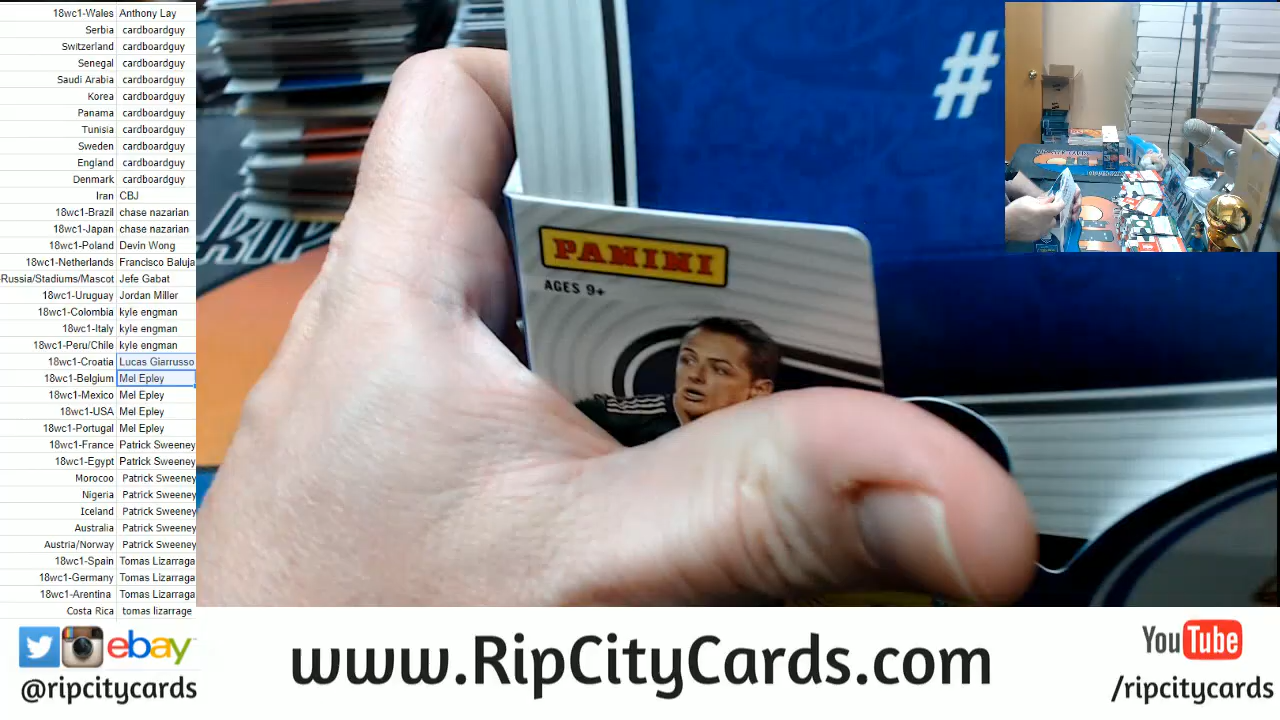 18wc1-Wales Anthony Lay
Serbia cardboardguy
Switzerland cardboardguy
Senegal cardboardguy
Saudi Arabia cardboardguy
Korea cardboardguy
Panama cardboardguy
Tunisia cardboardguy
Sweden cardboardguy
England cardboardguy
Denmark cardboardguy
Iran CBJ
18wc1-Brazil chase nazarian
18wc1-Japan chase nazarian
18wc1-Poland Devin Wong
18wc1-Netherlands Francisco Baluja
-Russia/Stadiums/Mascot Jefe Gabat
18wc1-Uruguay Jordan Miller
18wc1-Colombia kyle engman
18wc1-Italy kyle engman
18wc1-Peru/Chile kyle engman
18wc1-Croatia Lucas Giarrusso
18wc1-Belgium Mel Epley
18wc1-Mexico Mel Epley
18wc1-USA Mel Epley
18wc1-Portugal Mel Epley
18wc1-France Patrick Sweeney
18wc1-Egypt Patrick Sweeney
Morocoo Patrick Sweeney
Nigeria Patrick Sweeney
Iceland Patrick Sweeney
Australia Patrick Sweeney
Austria/Norway Patrick Sweeney
18wc1-Spain Tomas Lizarraga
18wc1-Germany Tomas Lizarraga
18wc1-Arentina Tomas Lizarraga
Costa Rica tomas lizarrage
#
PANINI
AGES 9+
RIP
ebay
@ripcitycards
www.RipCityCards.com
YouTube
/ripcitycards